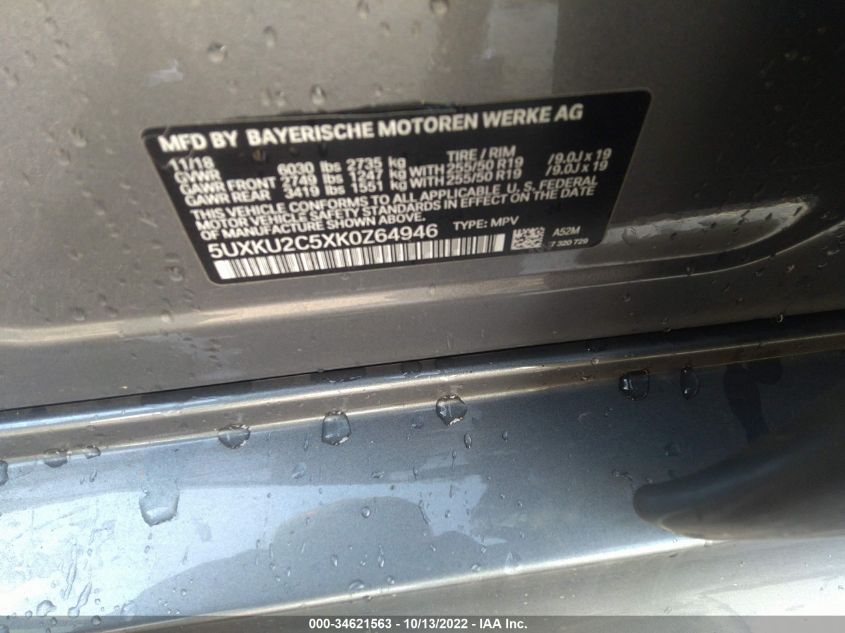 MFD BY BAYERISCHE MOTOREN WERKE AG
11/18 TIRE / RIM
GVWR 6030 lbs 2735 kg
GAWR FRONT 2749 lbs 1247 kg WITH 255/50 R19 /9.0J x 19
GAWR REAR 3419 lbs 1551 kg WITH 255/50 R19 /9.0J x 19
THIS VEHICLE CONFORMS TO ALL APPLICABLE U. S. FEDERAL
MOTOR VEHICLE SAFETY STANDARDS IN EFFECT ON THE DATE
OF MANUFACTURE SHOWN ABOVE.
5UXKU2C5XK0Z64946 TYPE: MPV A52M
7 320 729
000-34621563 - 10/13/2022 - IAA Inc.